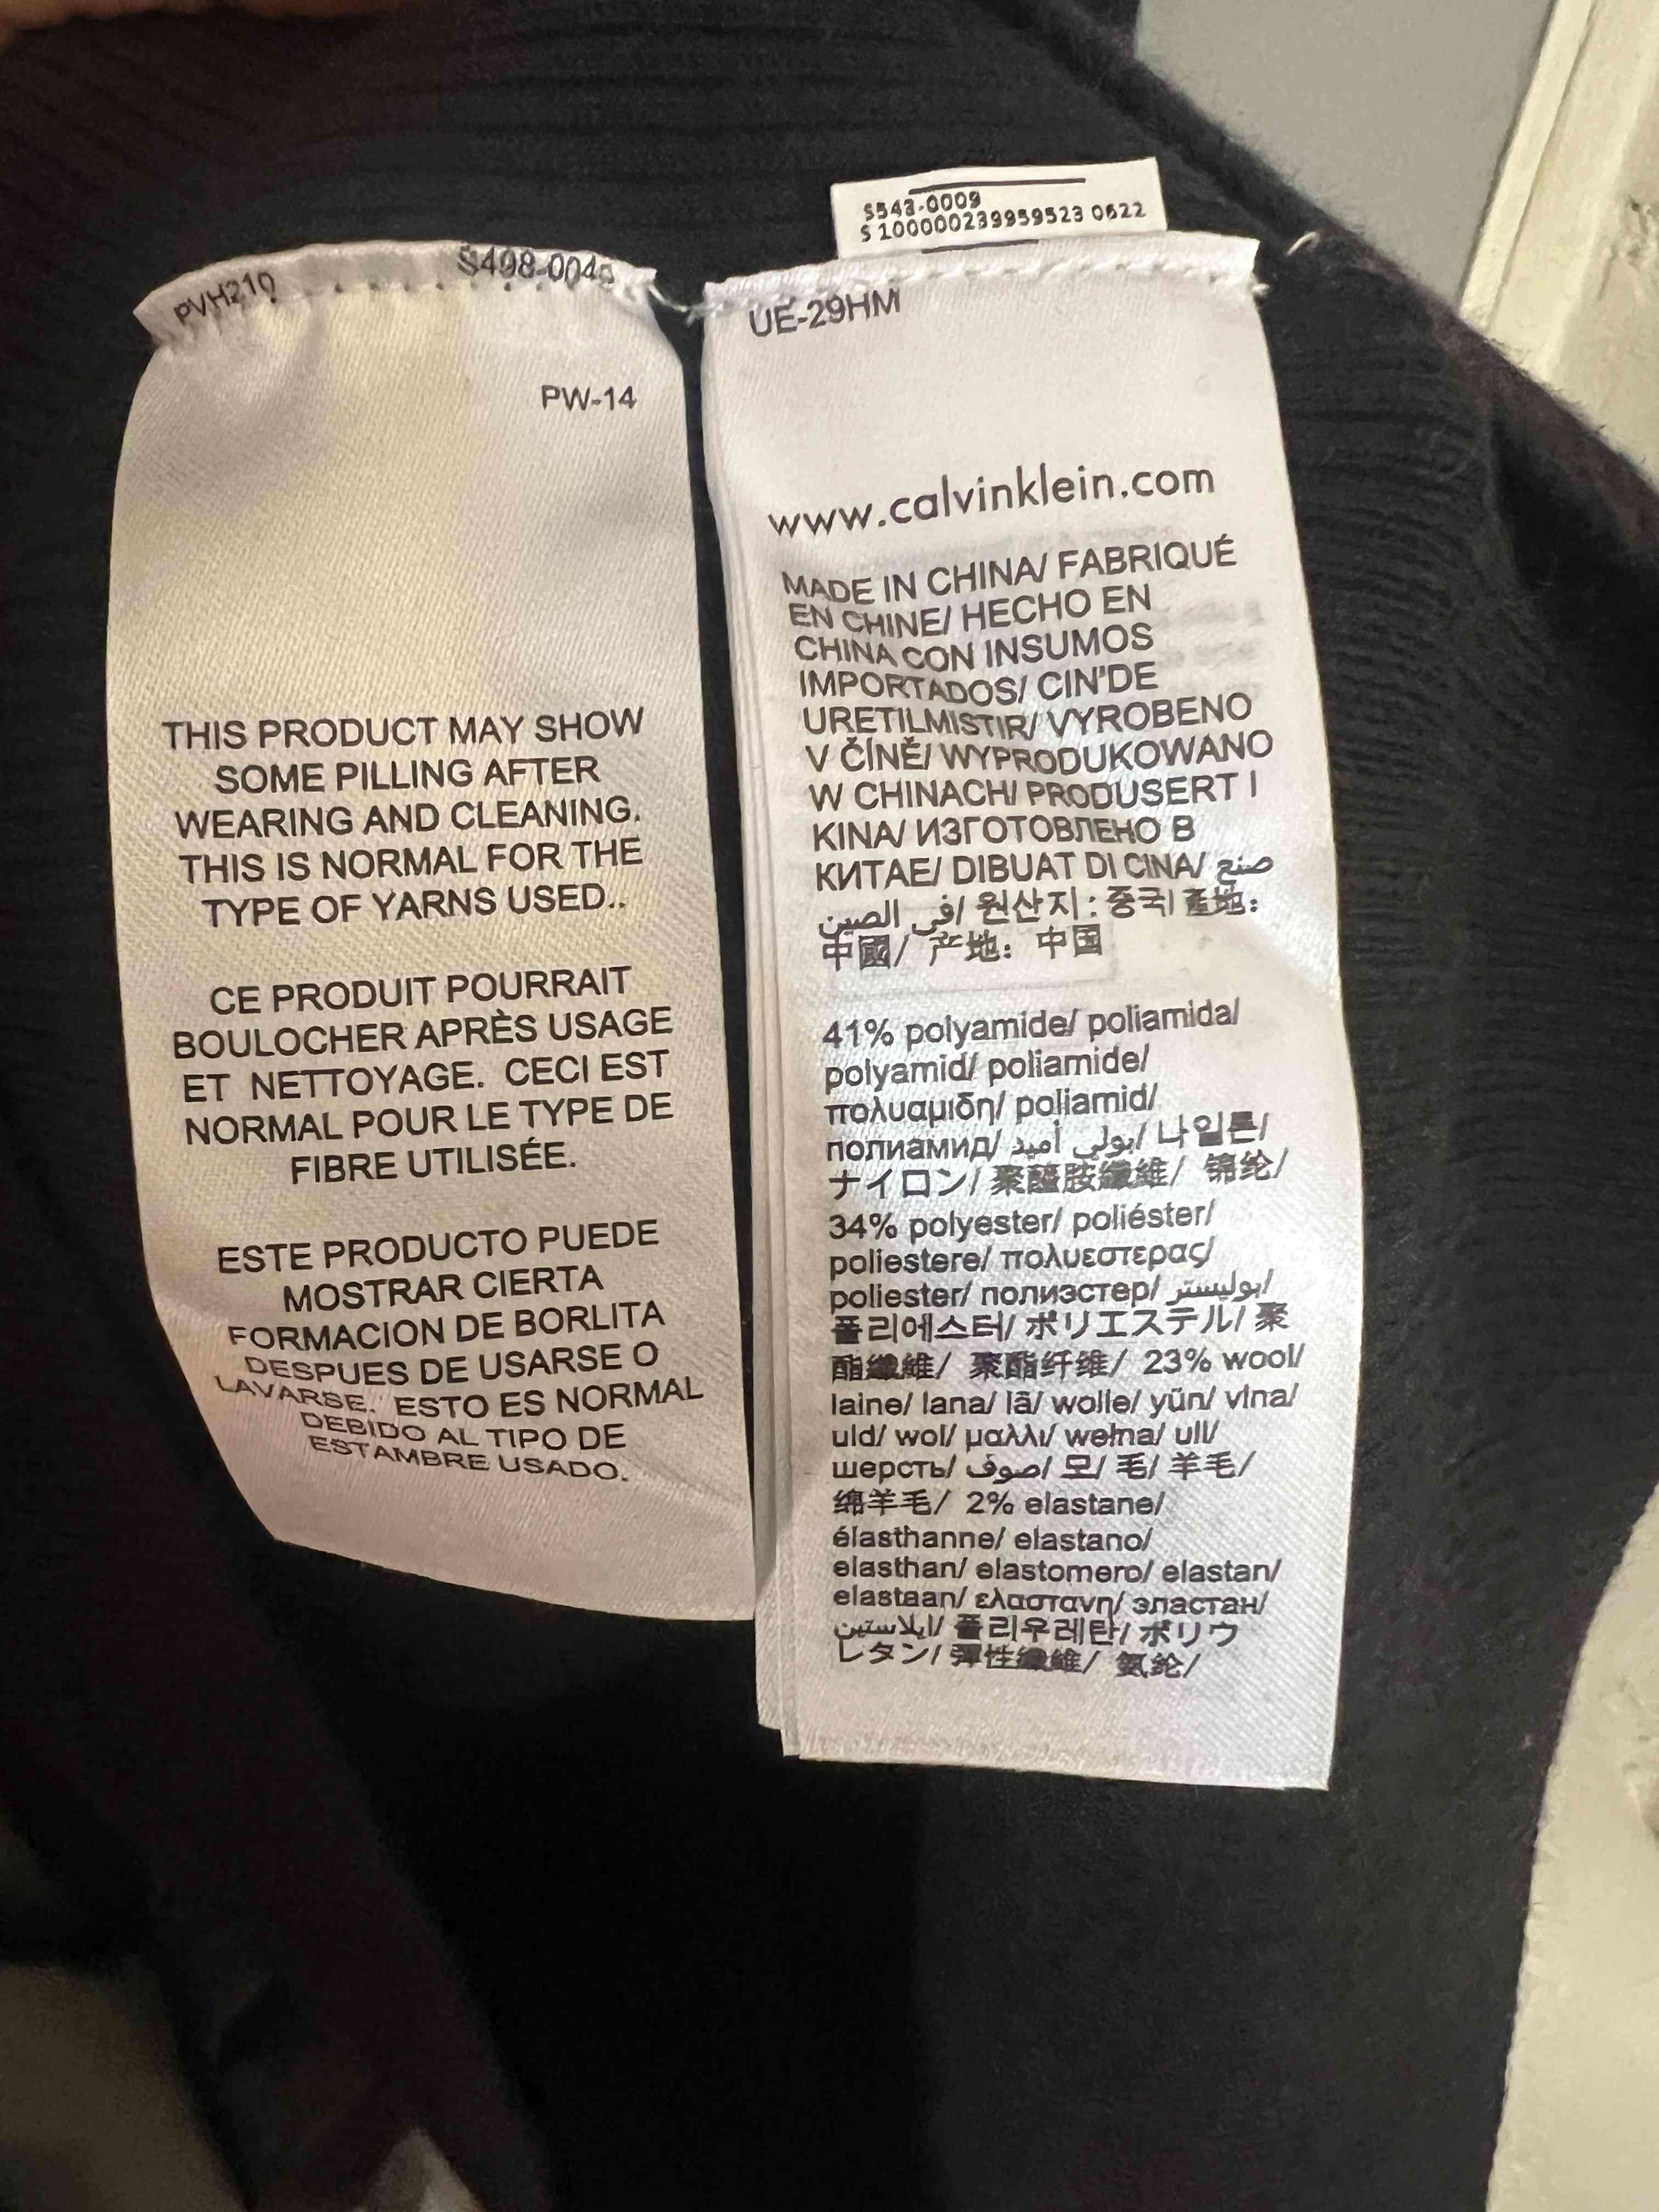 S543-0009
S 100000239959523 0622
PVH210
PW-14
THIS PRODUCT MAY SHOW
SOME PILLING AFTER
WEARING AND CLEANING.
THIS IS NORMAL FOR THE
TYPE OF YARNS USED..
CE PRODUIT POURRAIT
BOULOCHER APRÈS USAGE
ET NETTOYAGE. CECI EST
NORMAL POUR LE TYPE DE
FIBRE UTILISÉE.
ESTE PRODUCTO PUEDE
MOSTRAR CIERTA
FORMACION DE BORLITA
DESPUES DE USARSE O
LAVARSE. ESTO ES NORMAL
DEBIDO AL TIPO DE
ESTAMBRE USADO.
UE-29HM
www.calvinklein.com
MADE IN CHINA/ FABRIQUÉ
EN CHINE/ HECHO EN
CHINA CON INSUMOS
IMPORTADOS/ CIN'DE
URETILMISTIR/ VYROBENO
V ČÍNĚ/ WYPRODUKOWANO
W CHINACH/ PRODUSERT I
KINA/ ИЗГОТОВЛЕНО В
КИТАЕ/ DIBUAT DI CINA/ صنع
في الصين/ 원산지: 중국/ 產地:
中國/ 产地: 中国
41% polyamide/ poliamida/
polyamid/ poliamide/
πολυαμιδη/ poliamid/
полиамид/ بولي أميد/ 나일론/
ナイロン/ 聚醯胺纖維/ 锦纶/
34% polyester/ poliéster/
poliestere/ πολυεστερας/
poliester/ полиэстер/ بوليستر/
폴리에스터/ ポリエステル/ 聚
酯纖維/ 聚酯纤维/ 23% wool/
laine/ lana/ lã/ wolle/ yün/ vlna/
uld/ wol/ μαλλι/ wełna/ ull/
шерсть/ صوف/ 모/ 毛/ 羊毛/
绵羊毛/ 2% elastane/
élasthanne/ elastano/
elasthan/ elastomero/ elastan/
elastaan/ ελαστανη/ эластан/
ايلاستين/ 폴리우레탄/ ポリウ
レタン/ 彈性纖維/ 氨纶/